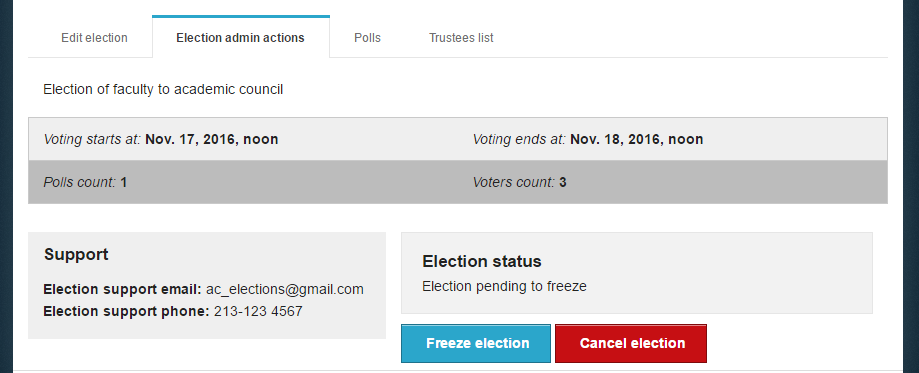 Edit election
Election admin actions
Polls
Trustees list
Election of faculty to academic council
Voting starts at: Nov. 17, 2016, noon
Voting ends at: Nov. 18, 2016, noon
Polls count: 1
Voters count: 3
Support
Election support email: ac_elections@gmail.com
Election support phone: 213-123 4567
Election status
Election pending to freeze
Freeze election
Cancel election